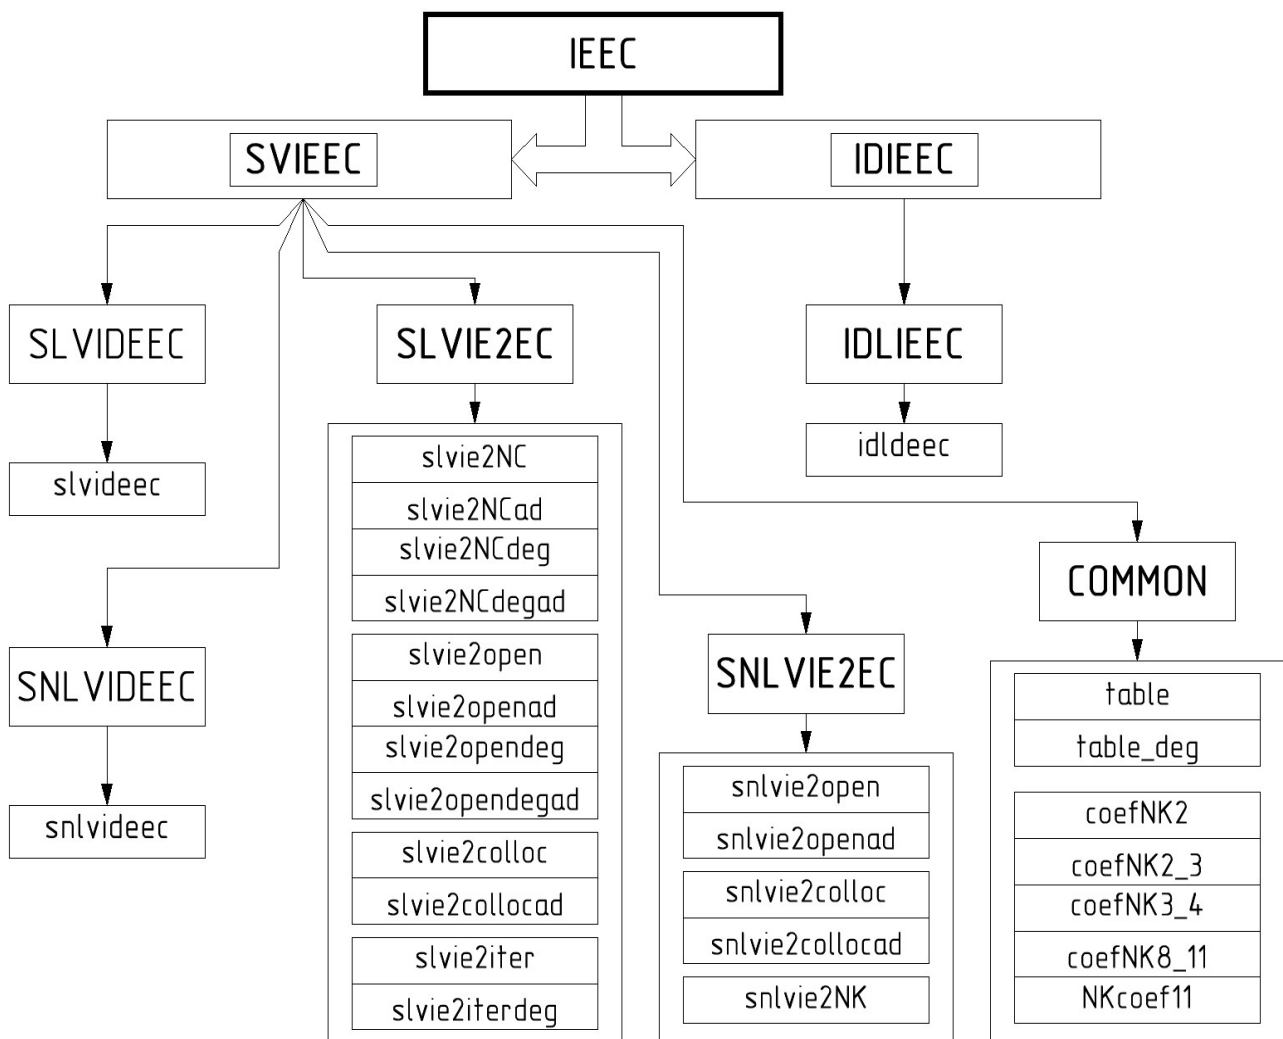 IEEC
SVIEEC
IDIEEC
SLVIDEEC
SLVIE2EC
IDLIEEC
slvideec
idldeec
slvie2NC
slvie2NCad
slvie2NCdeg
slvie2NCdegad
slvie2open
slvie2openad
slvie2opendeg
slvie2opendegad
slvie2colloc
slvie2collocad
slvie2iter
slvie2iterdeg
SNLVIDEEC
snlvideec
SNLVIE2EC
snlvie2open
snlvie2openad
snlvie2colloc
snlvie2collocad
snlvie2NK
COMMON
table
table_deg
coefNK2
coefNK2_3
coefNK3_4
coefNK8_11
NKcoef11